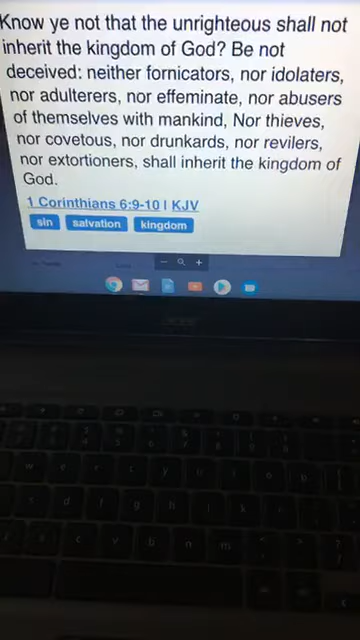 Know ye not that the unrighteous shall not
inherit the kingdom of God? Be not
deceived: neither fornicators, nor idolaters,
nor adulterers, nor effeminate, nor abusers
of themselves with mankind, Nor thieves,
nor covetous, nor drunkards, nor revilers,
nor extortioners, shall inherit the kingdom of
God.
1 Corinthians 6:9-10 | KJV
sin salvation kingdom
acer